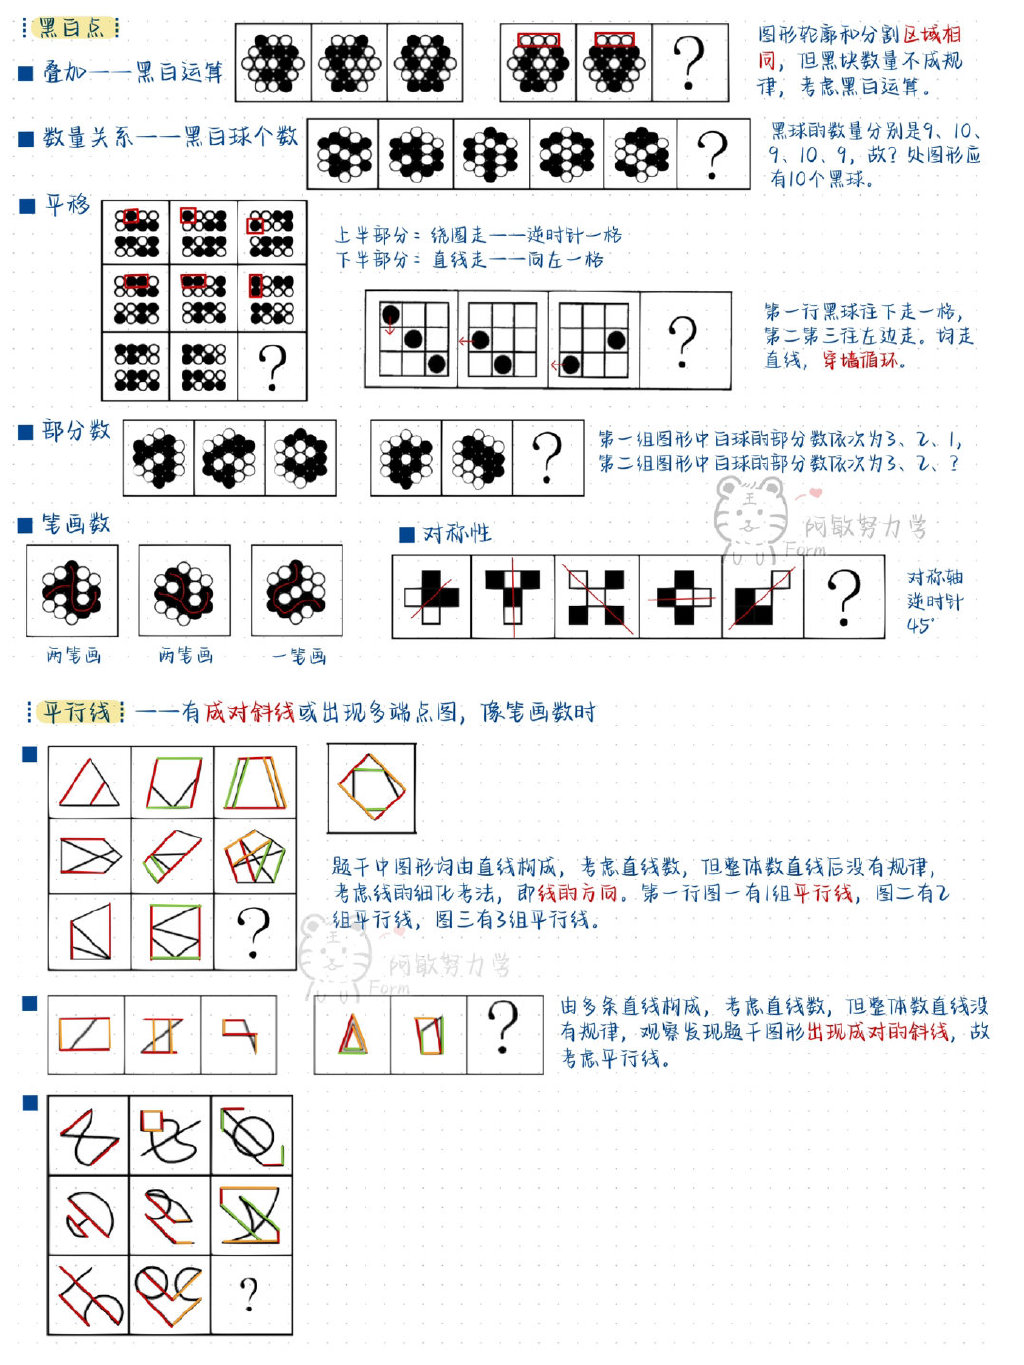 黑白点
叠加——黑白运算
?
图形轮廓和分割区域相
同，但黑块数量不成规
律，考虑黑白运算。
数量关系——黑白球个数
?
黑球的数量分别是9、10、
9、10、9，故？处图形应
有10个黑球。
平移
?
上半部分：绕圈走——逆时针一格
下半部分：直线走——向左一格
?
第一行黑球往下走一格，
第二第三往左边走。均走
直线，穿墙循环。
部分数
?
第一组图形中白球的部分数依次为3、2、1，
第二组图形中白球的部分数依次为3、2、？
阿敏努力学
Form
笔画数
两笔画
两笔画
一笔画
对称性
?
对称轴
逆时针
45°
平行线——有成对斜线或出现多端点图，像笔画数时
?
题干中图形均由直线构成，考虑直线数，但整体数直线后没有规律，
考虑线的细化考法，即线的方向。第一行图一有1组平行线，图二有2
组平行线，图三有3组平行线。
阿敏努力学
Form
?
由多条直线构成，考虑直线数，但整体数直线没
有规律，观察发现题干图形出现成对的斜线，故
考虑平行线。
?